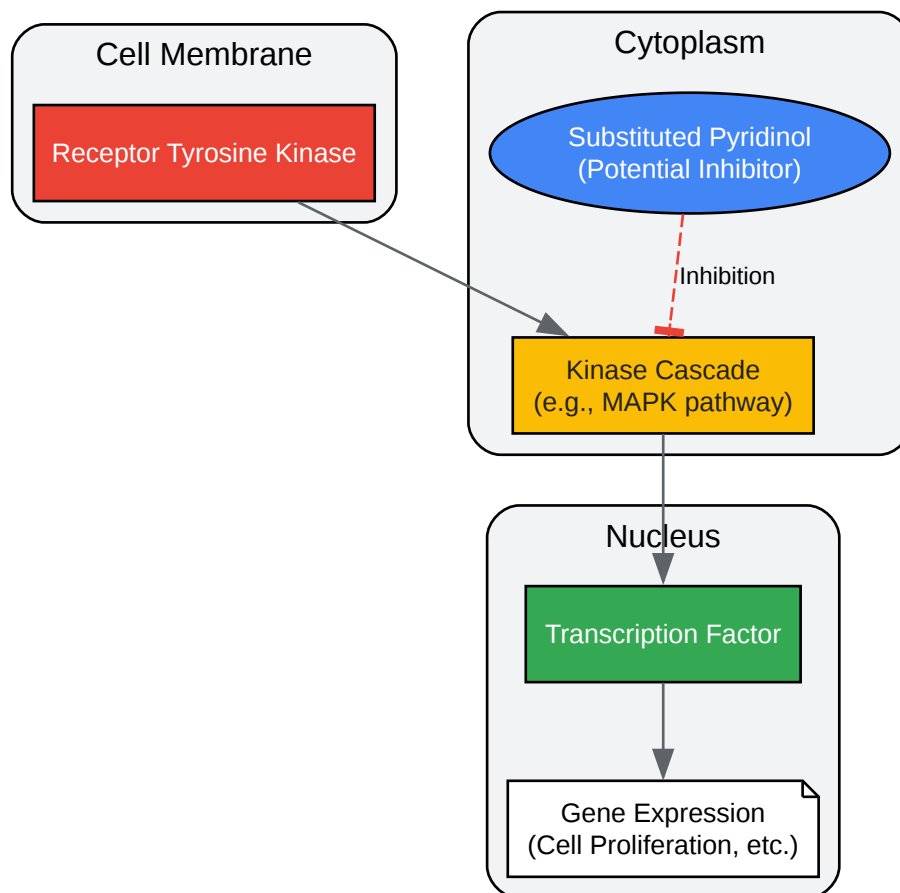 Cell Membrane
Receptor Tyrosine Kinase
Cytoplasm
Substituted Pyridinol
(Potential Inhibitor)
Inhibition
Kinase Cascade
(e.g., MAPK pathway)
Nucleus
Transcription Factor
Gene Expression
(Cell Proliferation, etc.)